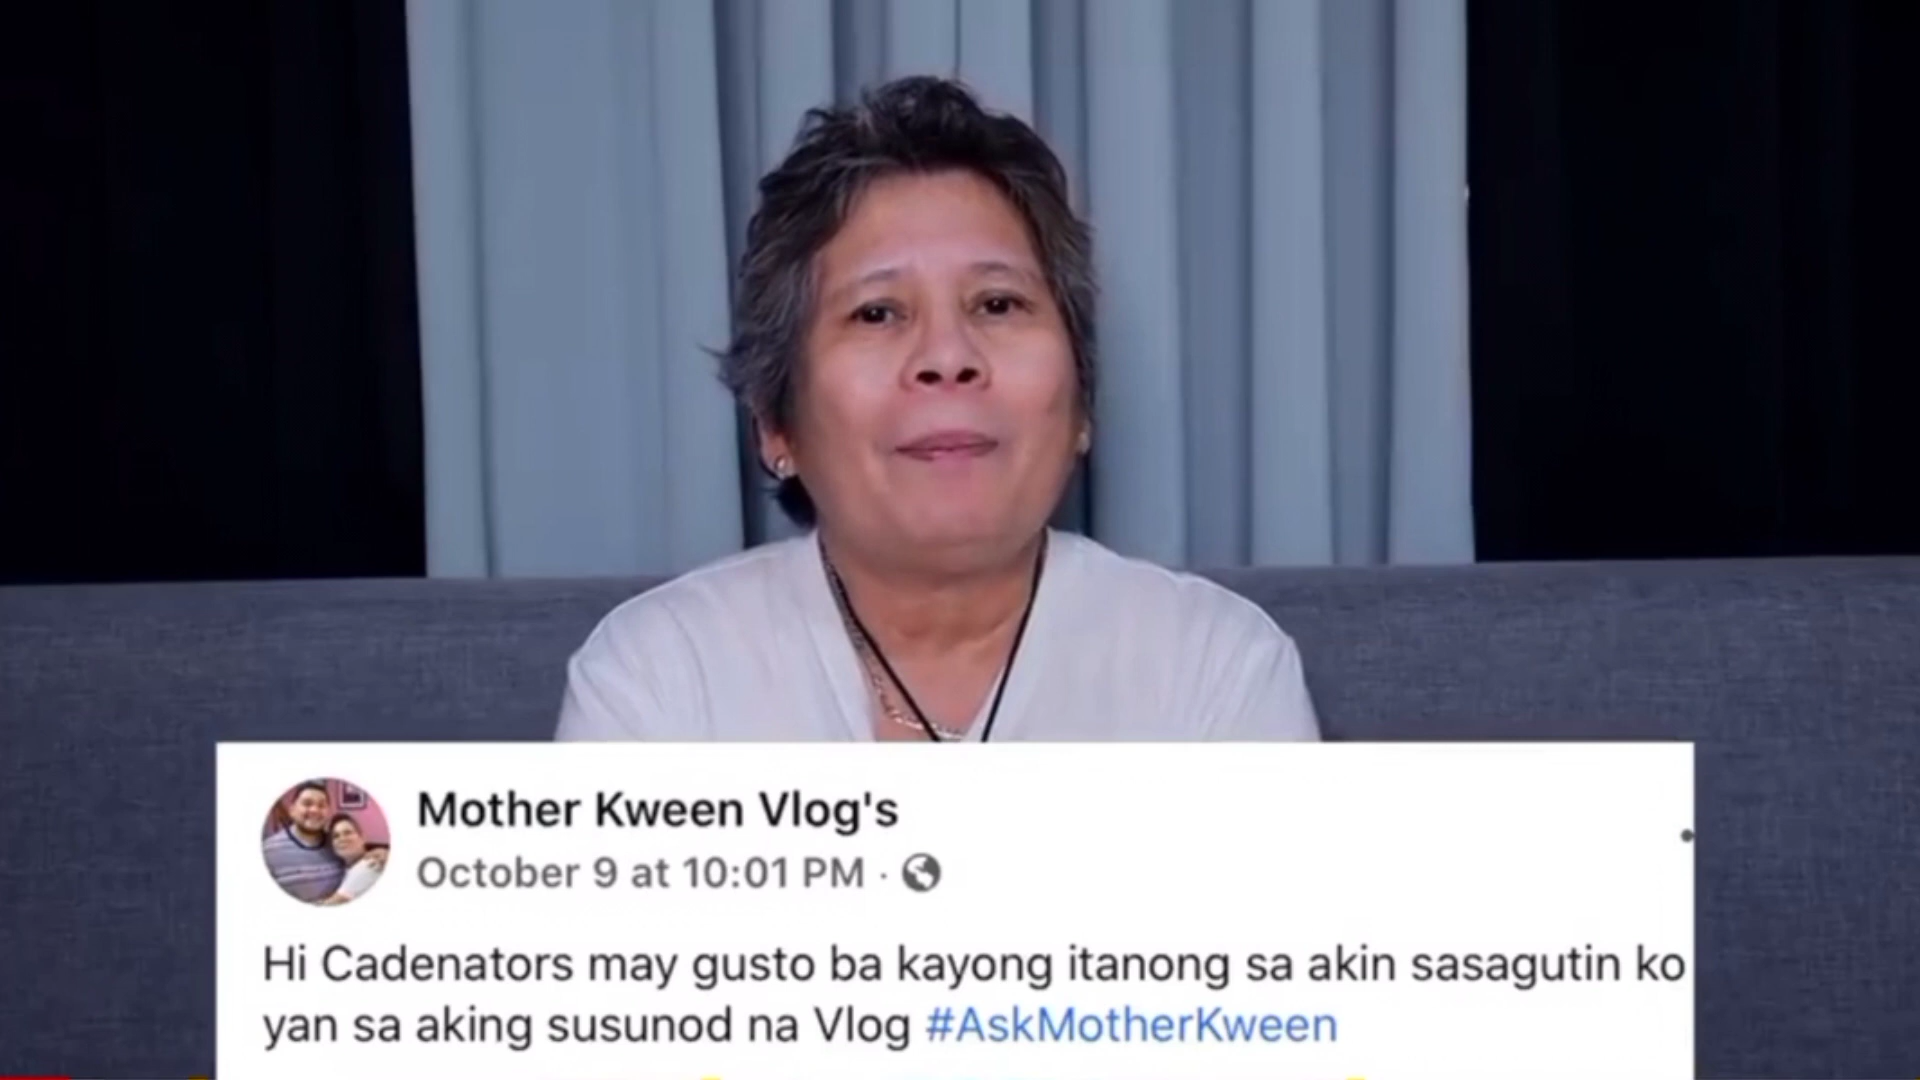 Mother Kween Vlog's
October 9 at 10:01 PM ·
Hi Cadenators may gusto ba kayong itanong sa akin sasagutin ko
yan sa aking susunod na Vlog #AskMotherKween